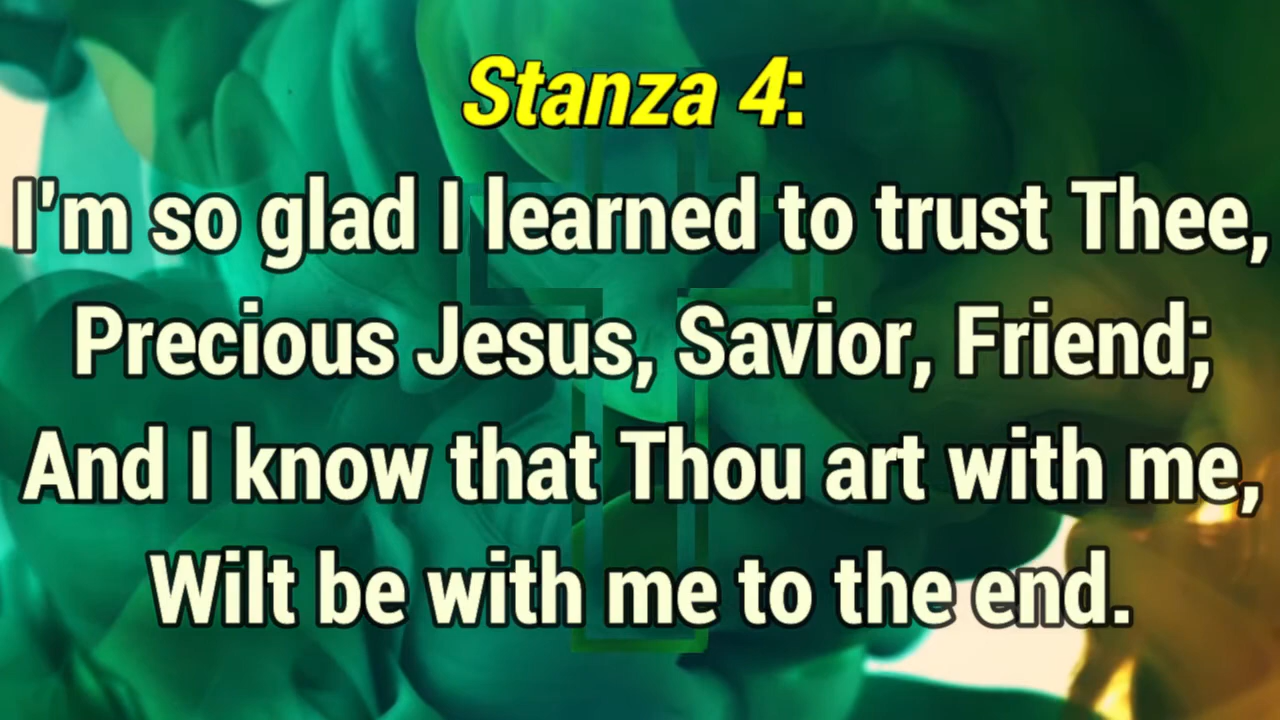 Stanza 4:
I'm so glad I learned to trust Thee,
Precious Jesus, Savior, Friend;
And I know that Thou art with me,
Wilt be with me to the end.